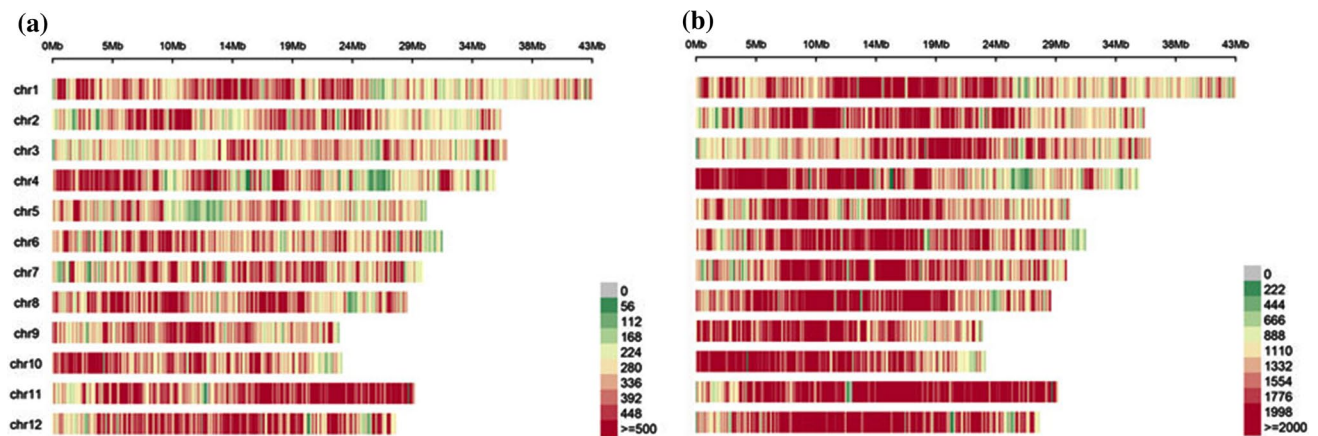 (a)
0Mb 5Mb 10Mb 14Mb 19Mb 24Mb 29Mb 34Mb 38Mb 43Mb
chr1
chr2
chr3
chr4
chr5
chr6
chr7
chr8
chr9
chr10
chr11
chr12
0
56
112
168
224
280
336
392
448
>=500
(b)
0Mb 5Mb 10Mb 14Mb 19Mb 24Mb 29Mb 34Mb 38Mb 43Mb
0
222
444
666
888
1110
1332
1554
1776
1998
>=2000